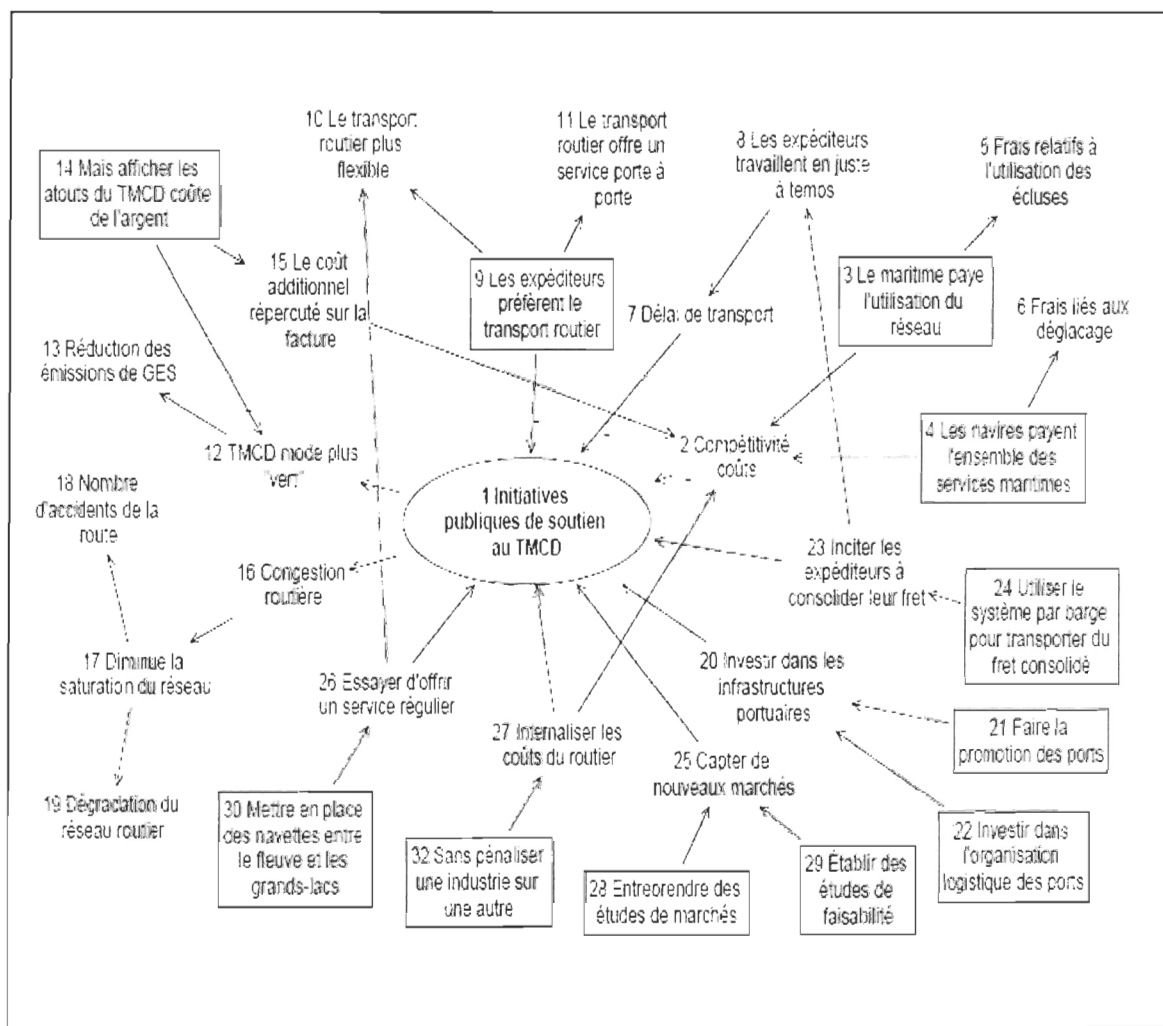 10 Le transport
routier plus
flexible
11 Le transport
routier offre un
service porte à
porte
8 Les expéditeurs
travaillent en juste
à temps
5 Frais relatifs à
l'utilisation des
écluses
14 Mais afficher les
atouts du TMCD coûte
de l'argent
15 Le coût
additionnel
répercuté sur la
facture
9 Les expéditeurs
préfèrent le
transport routier
7 Délai de transport
3 Le maritime paye
l'utilisation du
réseau
6 Frais liés aux
déglacage
13 Réduction des
émissions de GES
12 TMCD mode plus
"vert"
2 Compétitivité
coûts
4 Les navires payent
l'ensemble des
services maritimes
18 Nombre
d'accidents de la
route
1 Initiatives
publiques de soutien
au TMCD
16 Congestion
routière
23 Inciter les
expéditeurs à
consolider leur fret
24 Utiliser le
système par barge
pour transporter du
fret consolidé
17 Diminue la
saturation du réseau
26 Essayer d'offrir
un service régulier
27 Internaliser les
coûts du routier
20 Investir dans les
infrastructures
portuaires
25 Capter de
nouveaux marchés
21 Faire la
promotion des ports
19 Dégradation du
réseau routier
30 Mettre en place
des navettes entre
le fleuve et les
grands-lacs
32 Sans pénaliser
une industrie sur
une autre
28 Entreprendre des
études de marchés
29 Établir des
études de
faisabilité
22 Investir dans
l'organisation
logistique des ports